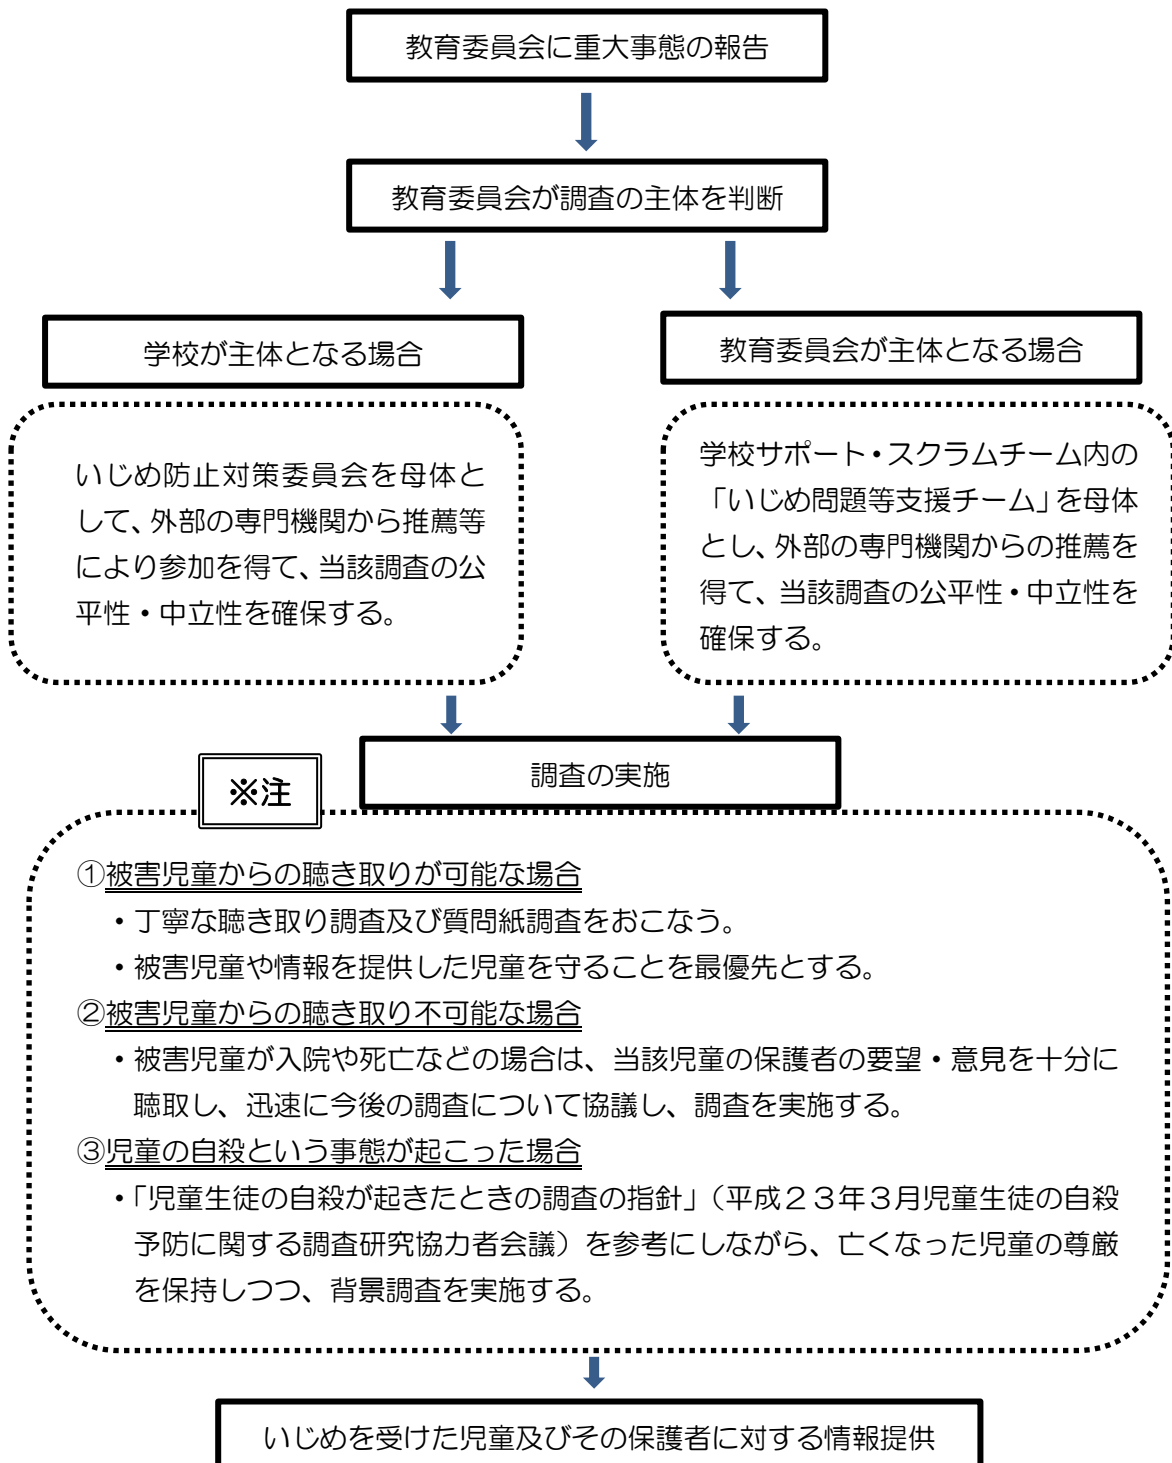 教育委員会に重大事態の報告
教育委員会が調査の主体を判断
学校が主体となる場合
いじめ防止対策委員会を母体と
して、外部の専門機関から推薦等
により参加を得て、当該調査の公
平性・中立性を確保する。
教育委員会が主体となる場合
学校サポート・スクラムチーム内の
「いじめ問題等支援チーム」を母体
とし、外部の専門機関からの推薦を
得て、当該調査の公平性・中立性を
確保する。
調査の実施
※注
①被害児童からの聴き取りが可能な場合
・丁寧な聴き取り調査及び質問紙調査をおこなう。
・被害児童や情報を提供した児童を守ることを最優先とする。
②被害児童からの聴き取り不可能な場合
・被害児童が入院や死亡などの場合は、当該児童の保護者の要望・意見を十分に
聴取し、迅速に今後の調査について協議し、調査を実施する。
③児童の自殺という事態が起こった場合
・「児童生徒の自殺が起きたときの調査の指針」（平成２３年３月児童生徒の自殺
予防に関する調査研究協力者会議）を参考にしながら、亡くなった児童の尊厳
を保持しつつ、背景調査を実施する。
いじめを受けた児童及びその保護者に対する情報提供